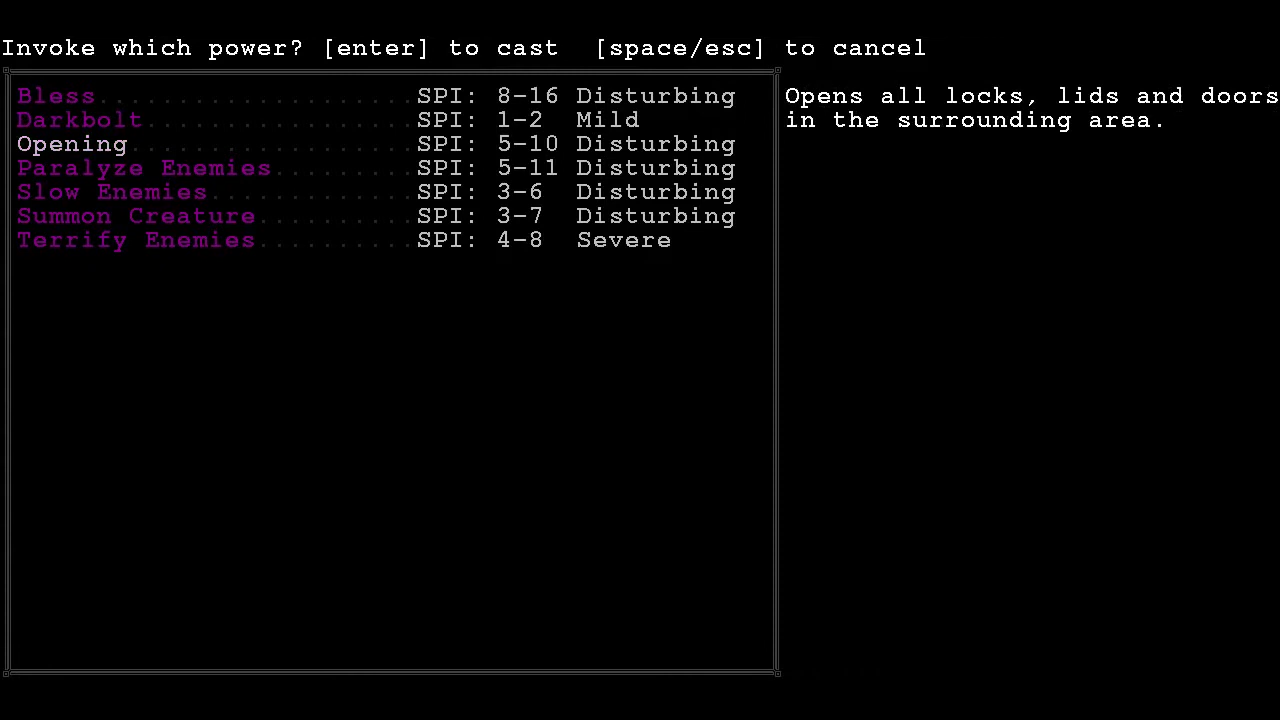 Invoke which power? [enter] to cast  [space/esc] to cancel
Bless....................SPI: 8-16 Disturbing
Darkbolt.................SPI: 1-2  Mild
Opening..................SPI: 5-10 Disturbing
Paralyze Enemies.........SPI: 5-11 Disturbing
Slow Enemies.............SPI: 3-6  Disturbing
Summon Creature..........SPI: 3-7  Disturbing
Terrify Enemies..........SPI: 4-8  Severe
Opens all locks, lids and doors
in the surrounding area.